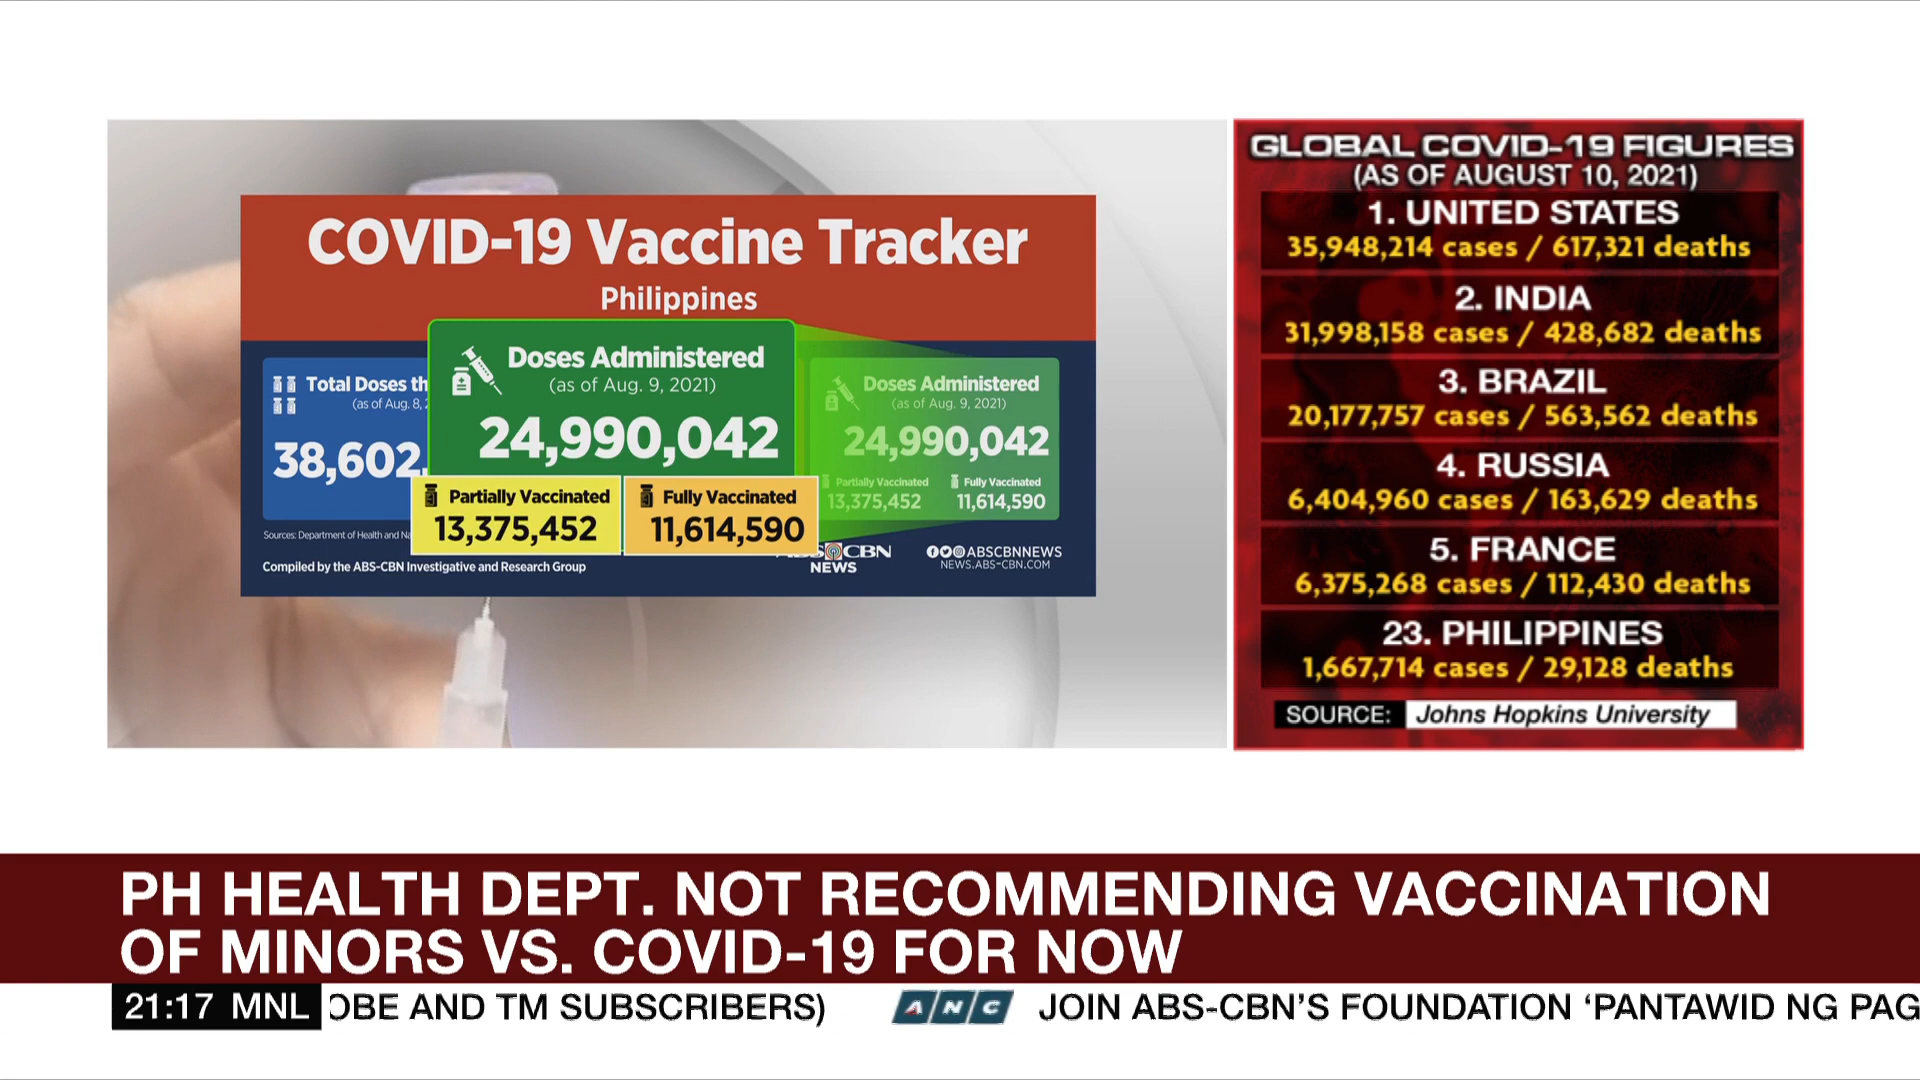 COVID-19 Vaccine Tracker
Philippines
Total Doses th
(as of Aug. 8, 2
38,602,
Doses Administered
(as of Aug. 9, 2021)
24,990,042
Partially Vaccinated
13,375,452
Fully Vaccinated
11,614,590
Doses Administered
(as of Aug. 9, 2021)
24,990,042
Partially Vaccinated
13,375,452
Fully Vaccinated
11,614,590
Sources: Department of Health and Na
Compiled by the ABS-CBN Investigative and Research Group
ABS-CBN
NEWS
ABSCBNNEWS
NEWS.ABS-CBN.COM
GLOBAL COVID-19 FIGURES
(AS OF AUGUST 10, 2021)
1. UNITED STATES
35,948,214 cases / 617,321 deaths
2. INDIA
31,998,158 cases / 428,682 deaths
3. BRAZIL
20,177,757 cases / 563,562 deaths
4. RUSSIA
6,404,960 cases / 163,629 deaths
5. FRANCE
6,375,268 cases / 112,430 deaths
23. PHILIPPINES
1,667,714 cases / 29,128 deaths
SOURCE: Johns Hopkins University
PH HEALTH DEPT. NOT RECOMMENDING VACCINATION
OF MINORS VS. COVID-19 FOR NOW
21:17 MNL OBE AND TM SUBSCRIBERS) ANC JOIN ABS-CBN'S FOUNDATION 'PANTAWID NG PAG